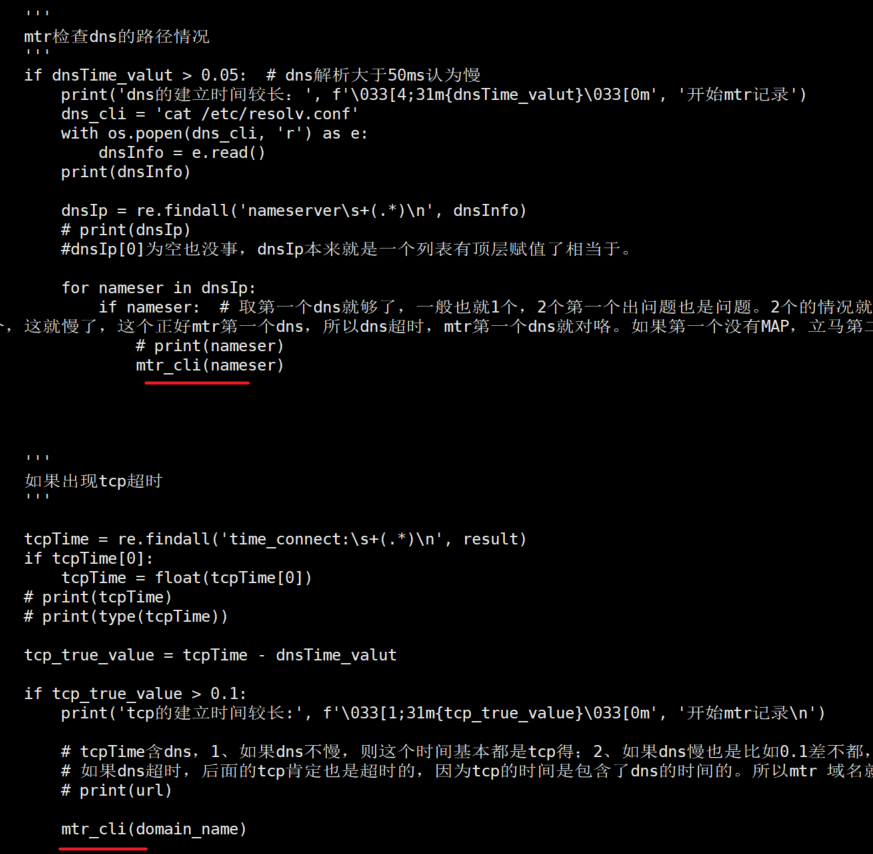 '''
mtr检查dns的路径情况
'''
if dnsTime_valut > 0.05:  # dns解析大于50ms认为慢
    print('dns的建立时间较长: ', f'\033[4;31m{dnsTime_valut}\033[0m', '开始mtr记录')
    dns_cli = 'cat /etc/resolv.conf'
    with os.popen(dns_cli, 'r') as e:
        dnsInfo = e.read()
    print(dnsInfo)

    dnsIp = re.findall('nameserver\s+(.*)\n', dnsInfo)
    # print(dnsIp)
    #dnsIp[0]为空也没事，dnsIp本来就是一个列表有顶层赋值了相当于。

    for nameser in dnsIp:
        if nameser:  # 取第一个dns就够了，一般也就1个，2个第一个出问题也是问题。2个的情况就
，这就慢了，这个正好mtr第一个dns，所以dns超时，mtr第一个dns就对咯。如果第一个没有MAP，立马第二
            # print(nameser)
            mtr_cli(nameser)

'''
如果出现tcp超时
'''

tcpTime = re.findall('time_connect:\s+(.*)\n', result)
if tcpTime[0]:
    tcpTime = float(tcpTime[0])
# print(tcpTime)
# print(type(tcpTime))

tcp_true_value = tcpTime - dnsTime_valut

if tcp_true_value > 0.1:
    print('tcp的建立时间较长:', f'\033[1;31m{tcp_true_value}\033[0m', '开始mtr记录\n')

    # tcpTime含dns，1、如果dns不慢，则这个时间基本都是tcp得；2、如果dns慢也是比如0.1差不都，
    # 如果dns超时，后面的tcp肯定也是超时的，因为tcp的时间是包含了dns的时间的。所以mtr 域名就
    # print(url)

    mtr_cli(domain_name)